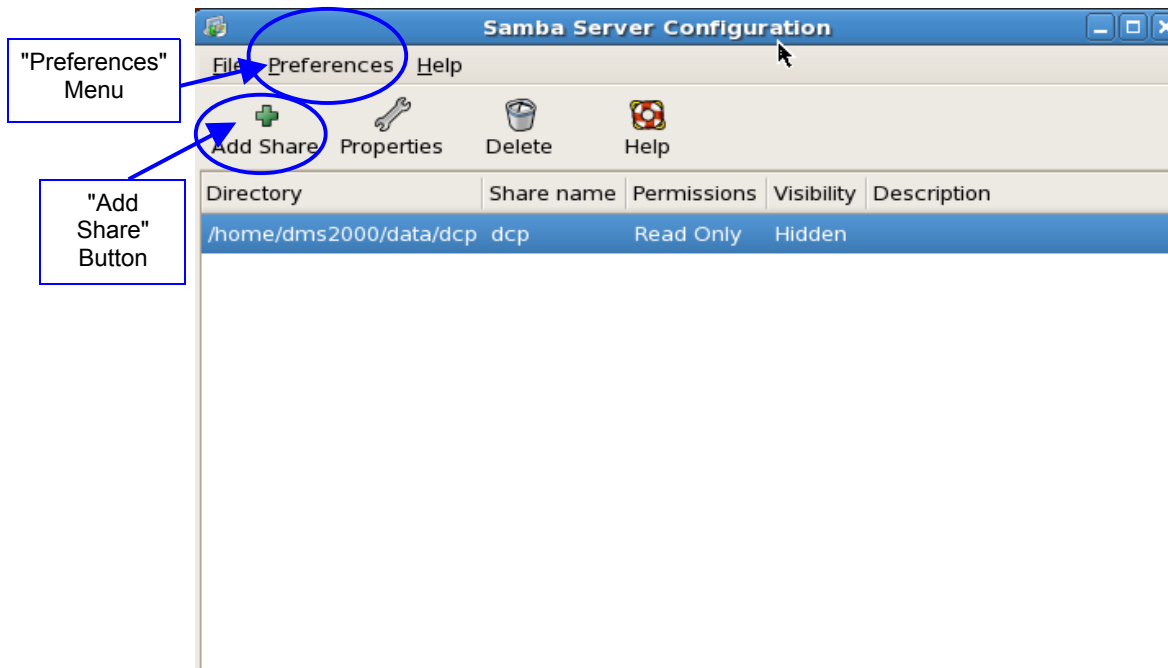 Samba Server Configuration
"Preferences"
Menu
File Preferences Help
Add Share Properties Delete Help
"Add
Share"
Button
Directory Share name Permissions Visibility Description
/home/dms2000/data/dcp dcp Read Only Hidden